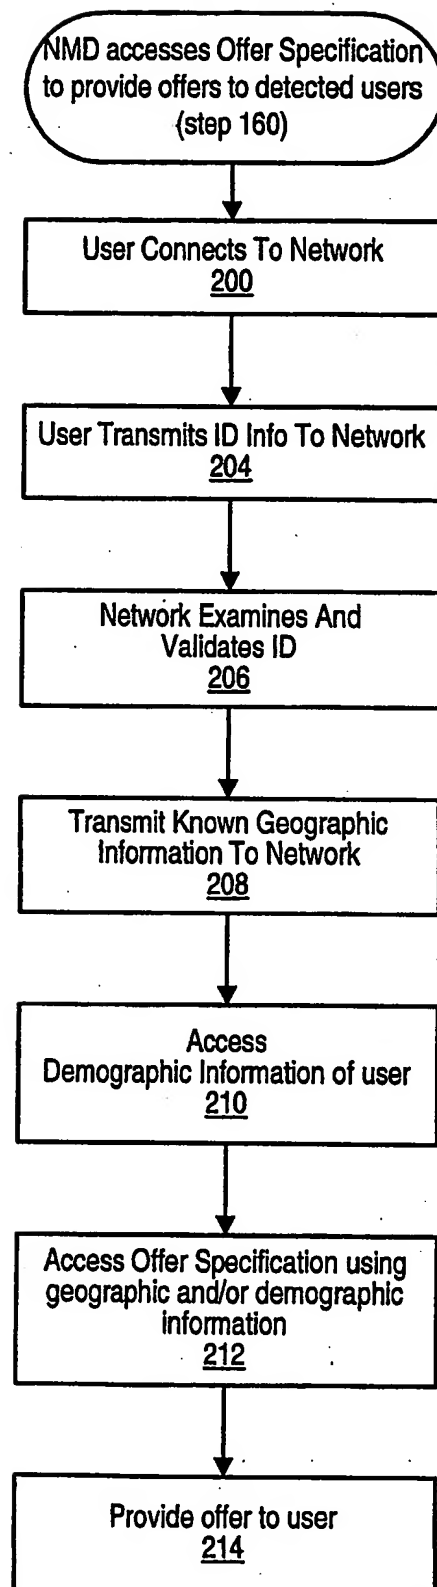 NMD accesses Offer Specification
to provide offers to detected users
(step 160)
User Connects To Network
200
User Transmits ID Info To Network
204
Network Examines And
Validates ID
206
Transmit Known Geographic
Information To Network
208
Access
Demographic Information of user
210
Access Offer Specification using
geographic and/or demographic
information
212
Provide offer to user
214